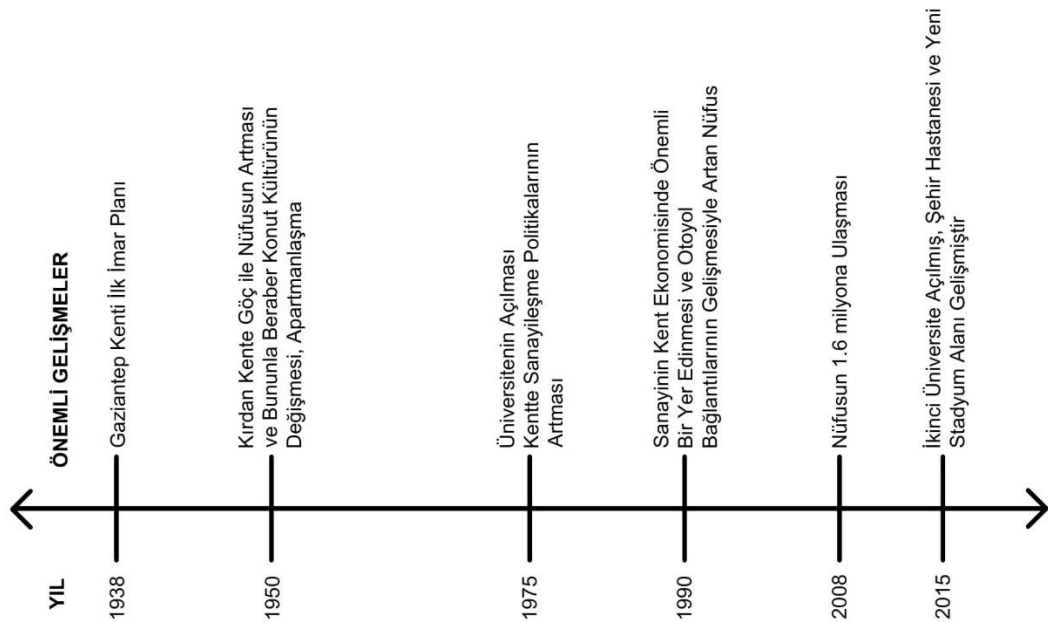 YIL
ÖNEMLİ GELİŞMELER
1938
Gaziantep Kenti İlk İmar Planı
1950
Kırdan Kente Göç ile Nüfusun Artması
ve Bununla Beraber Konut Kültürünün
Değişmesi, Apartmanlaşma
1975
Üniversitenin Açılması
Kentte Sanayileşme Politikalarının
Artması
1990
Sanayinin Kent Ekonomisinde Önemli
Bir Yer Edinmesi ve Otoyol
Bağlantılarının Gelişmesiyle Artan Nüfus
2008
Nüfusun 1.6 milyona Ulaşması
2015
İkinci Üniversite Açılmış, Şehir Hastanesi ve Yeni
Stadyum Alanı Gelişmiştir